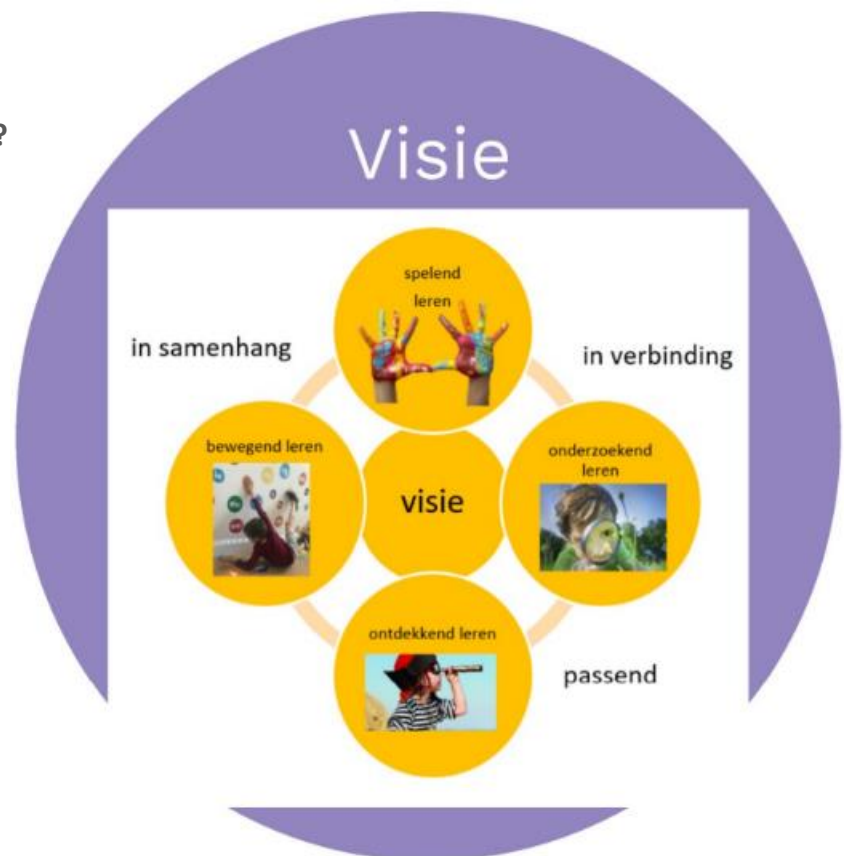 ?
Visie
spelend
leren
in samenhang
in verbinding
bewegend leren
onderzoekend
leren
visie
ontdekkend leren
passend